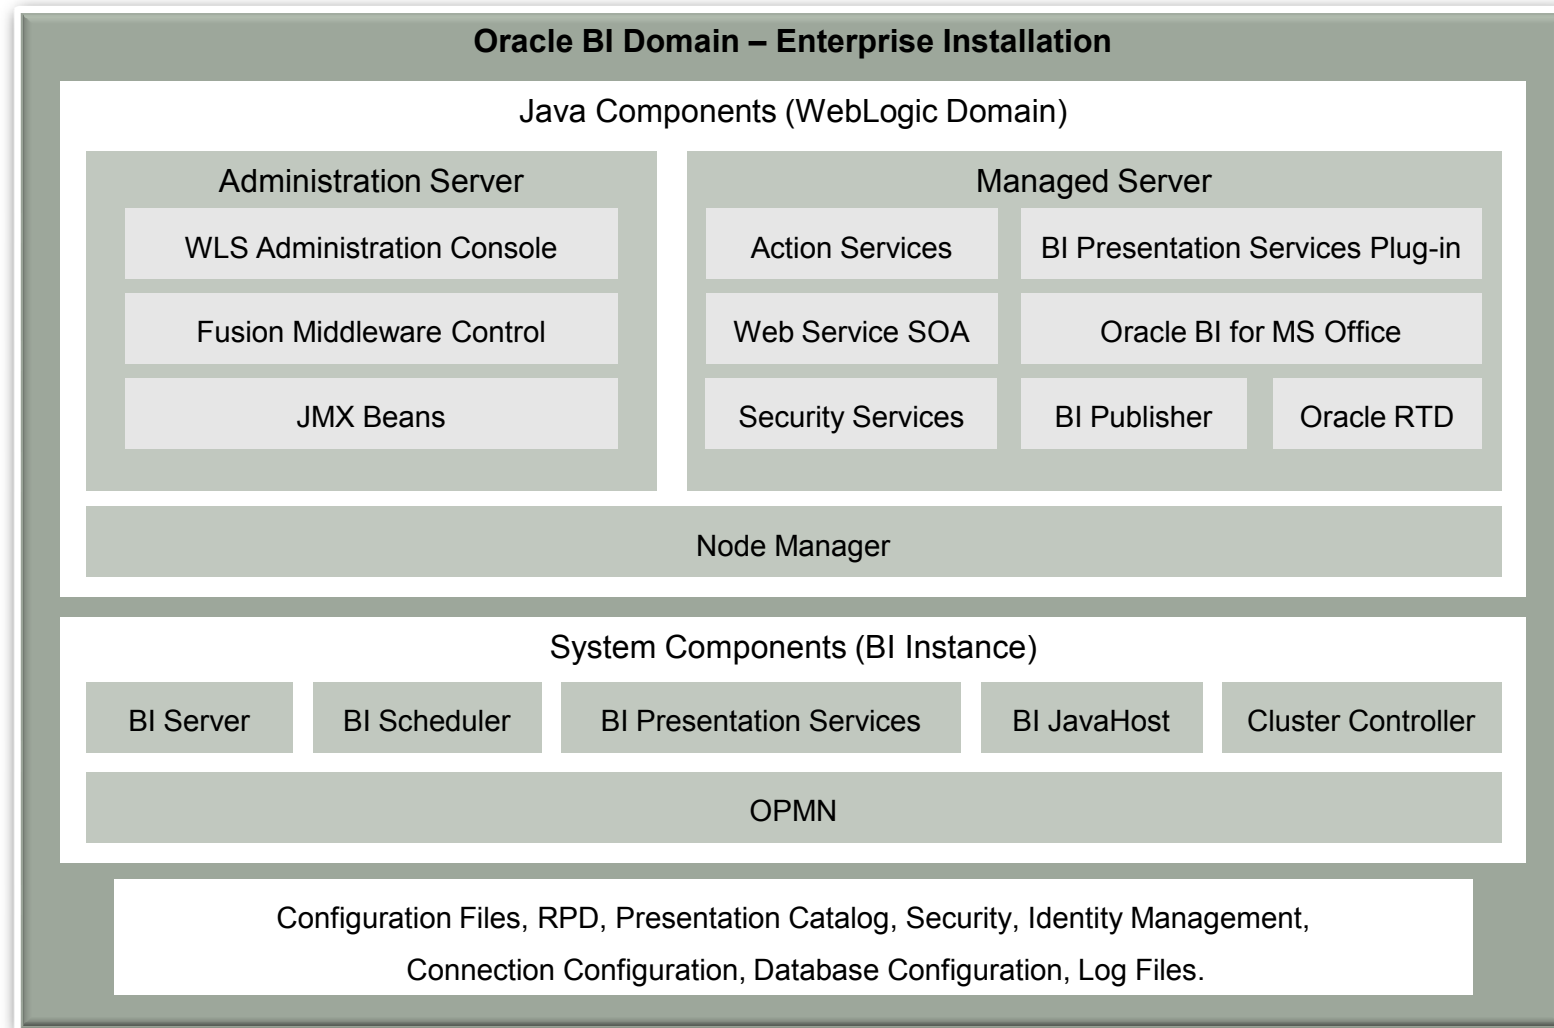 Oracle BI Domain – Enterprise Installation
Java Components (WebLogic Domain)
Administration Server
WLS Administration Console
Fusion Middleware Control
JMX Beans
Managed Server
Action Services
BI Presentation Services Plug-in
Web Service SOA
Oracle BI for MS Office
Security Services
BI Publisher
Oracle RTD
Node Manager
System Components (BI Instance)
BI Server
BI Scheduler
BI Presentation Services
BI JavaHost
Cluster Controller
OPMN
Configuration Files, RPD, Presentation Catalog, Security, Identity Management,
Connection Configuration, Database Configuration, Log Files.